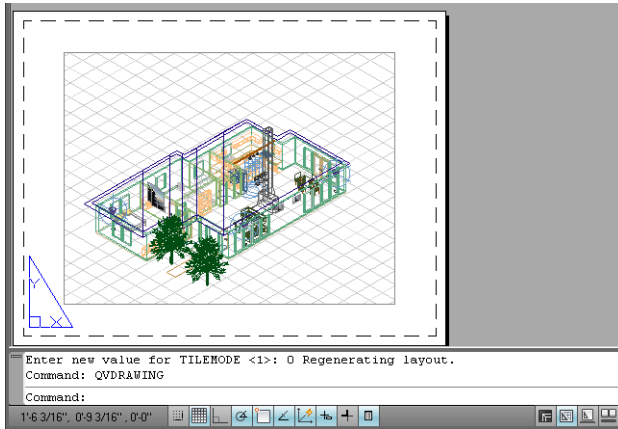 Y
X
Enter new value for TILEMODE <1>: 0 Regenerating layout.
Command: QVDRAWING
Command:
1'-6 3/16", 0'-9 3/16" , 0'-0"